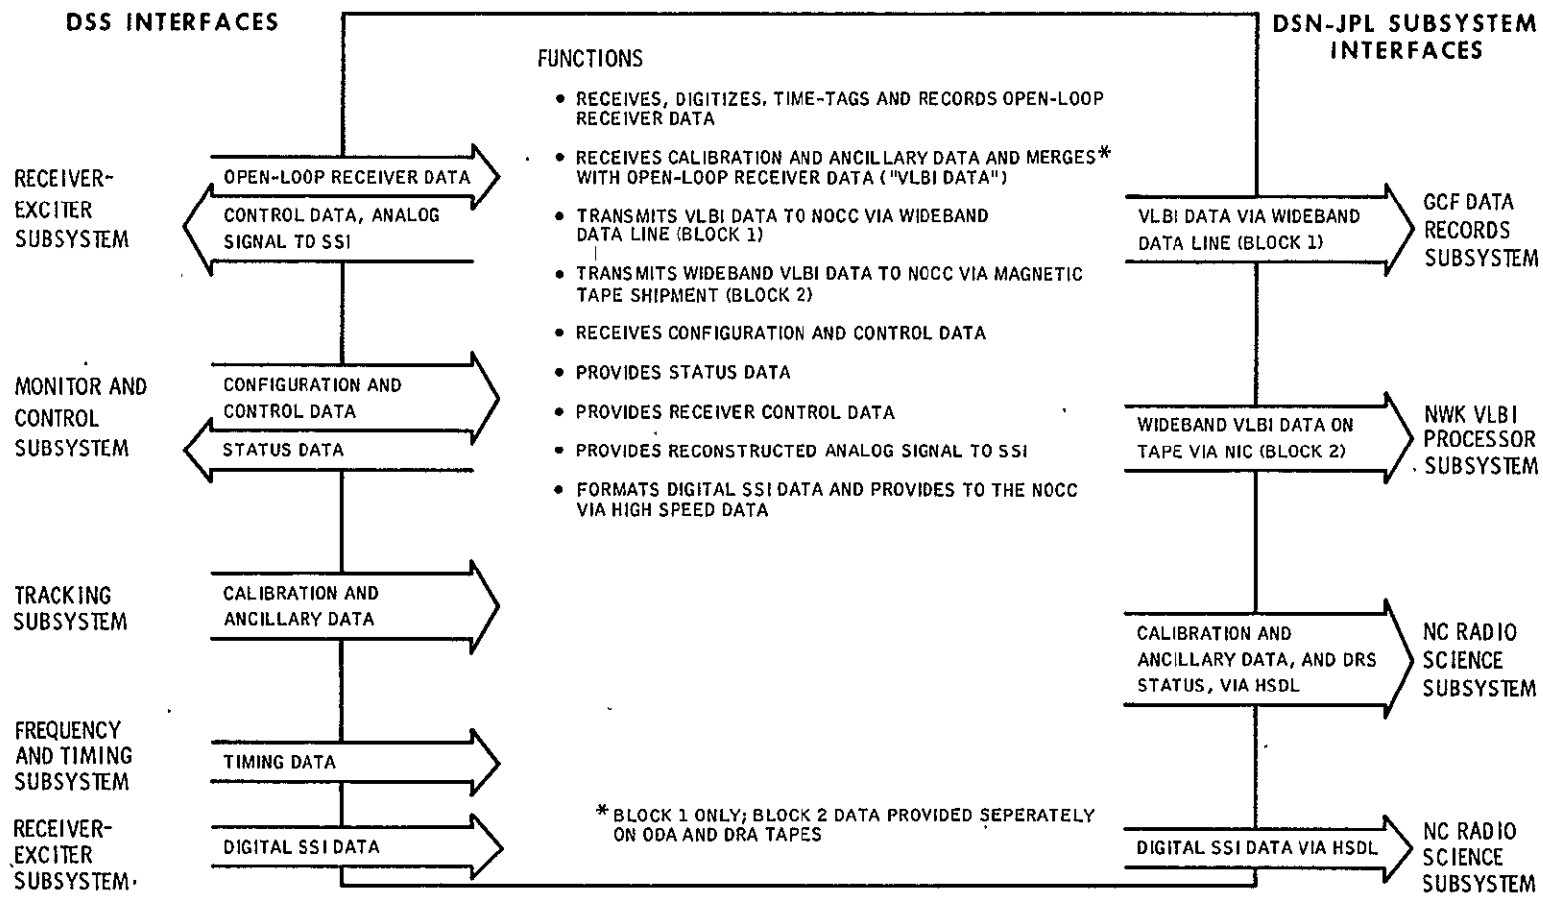 DSS INTERFACES
DSN-JPL SUBSYSTEM
INTERFACES
FUNCTIONS
• RECEIVES, DIGITIZES, TIME-TAGS AND RECORDS OPEN-LOOP
RECEIVER DATA
• RECEIVES CALIBRATION AND ANCILLARY DATA AND MERGES*
WITH OPEN-LOOP RECEIVER DATA ("VLBI DATA")
• TRANSMITS VLBI DATA TO NOCC VIA WIDEBAND
DATA LINE (BLOCK 1)
• TRANSMITS WIDEBAND VLBI DATA TO NOCC VIA MAGNETIC
TAPE SHIPMENT (BLOCK 2)
• RECEIVES CONFIGURATION AND CONTROL DATA
• PROVIDES STATUS DATA
• PROVIDES RECEIVER CONTROL DATA
• PROVIDES RECONSTRUCTED ANALOG SIGNAL TO SSI
• FORMATS DIGITAL SSI DATA AND PROVIDES TO THE NOCC
VIA HIGH SPEED DATA
* BLOCK 1 ONLY; BLOCK 2 DATA PROVIDED SEPERATELY
ON ODA AND DRA TAPES
RECEIVER-
EXCITER
SUBSYSTEM
OPEN-LOOP RECEIVER DATA
CONTROL DATA, ANALOG
SIGNAL TO SSI
MONITOR AND
CONTROL
SUBSYSTEM
CONFIGURATION AND
CONTROL DATA
STATUS DATA
TRACKING
SUBSYSTEM
CALIBRATION AND
ANCILLARY DATA
FREQUENCY
AND TIMING
SUBSYSTEM
TIMING DATA
RECEIVER-
EXCITER
SUBSYSTEM
DIGITAL SSI DATA
VLBI DATA VIA WIDEBAND
DATA LINE (BLOCK 1)
GCF DATA
RECORDS
SUBSYSTEM
WIDEBAND VLBI DATA ON
TAPE VIA NIC (BLOCK 2)
NWK VLBI
PROCESSOR
SUBSYSTEM
CALIBRATION AND
ANCILLARY DATA, AND DRS
STATUS, VIA HSDL
NC RADIO
SCIENCE
SUBSYSTEM
DIGITAL SSI DATA VIA HSDL
NC RADIO
SCIENCE
SUBSYSTEM